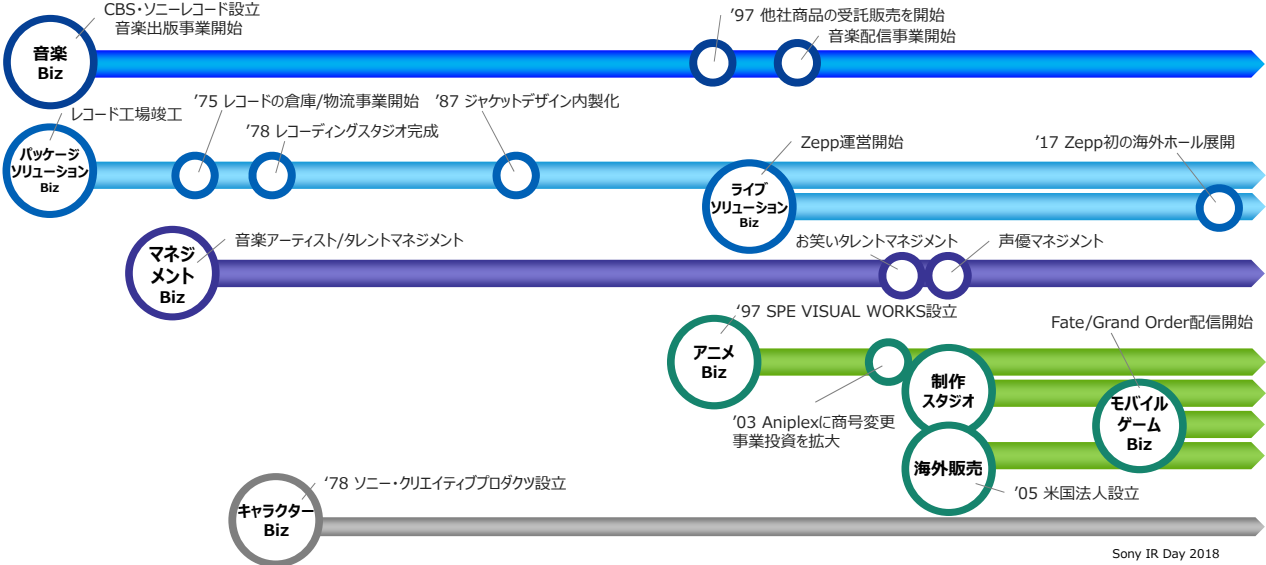 CBS・ソニーレコード設立
音楽出版事業開始
’97 他社商品の受託販売を開始
音楽配信事業開始
音楽
Biz
レコード工場竣工
’75 レコードの倉庫/物流事業開始
’78 レコーディングスタジオ完成
’87 ジャケットデザイン内製化
Zepp運営開始
’17 Zepp初の海外ホール展開
パッケージ
ソリューション
Biz
ライブ
ソリューション
Biz
音楽アーティスト/タレントマネジメント
お笑いタレントマネジメント
声優マネジメント
マネジ
メント
Biz
’97 SPE VISUAL WORKS設立
Fate/Grand Order配信開始
アニメ
Biz
制作
スタジオ
モバイル
ゲーム
Biz
’03 Aniplexに商号変更
事業投資を拡大
海外販売
’05 米国法人設立
’78 ソニー・クリエイティブプロダクツ設立
キャラクター
Biz
Sony IR Day 2018